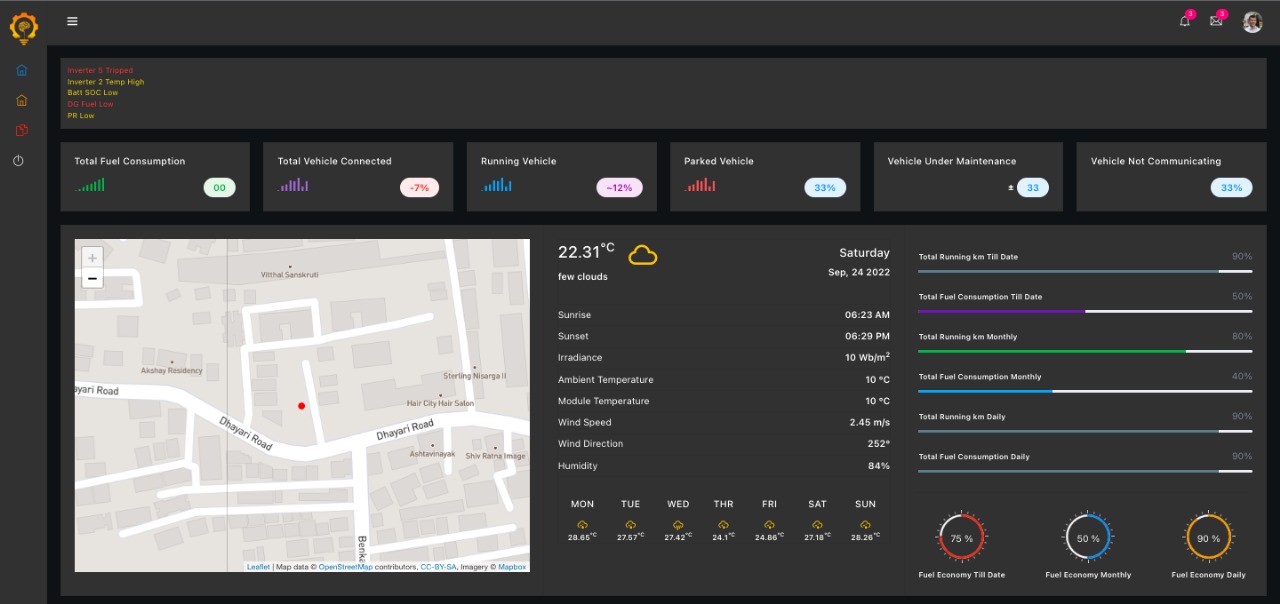 3
3
Inverter 5 Tripped
Inverter 2 Temp High
Batt SOC Low
DG Fuel Low
PR Low
Total Fuel Consumption
00
Total Vehicle Connected
-7%
Running Vehicle
~12%
Parked Vehicle
33%
Vehicle Under Maintenance
± 33
Vehicle Not Communicating
33%
+
−
Vitthal Sanskruti
Akshay Residency
Sterling Nisarga II
Hair City Hair Salon
ayari Road
Dhayari Road
Dhayari Road
Ashtavinayak
Shiv Ratna Image
Benka
Leaflet | Map data © OpenStreetMap contributors, CC-BY-SA, Imagery © Mapbox
22.31°C
few clouds
Saturday
Sep, 24 2022
Sunrise 06:23 AM
Sunset 06:29 PM
Irradiance 10 Wb/m²
Ambient Temperature 10 °C
Module Temperature 10 °C
Wind Speed 2.45 m/s
Wind Direction 252°
Humidity 84%
MON TUE WED THR FRI SAT SUN
28.65°C 27.57°C 27.42°C 24.1°C 24.86°C 27.18°C 28.26°C
Total Running km Till Date 90%
Total Fuel Consumption Till Date 50%
Total Running km Monthly 80%
Total Fuel Consumption Monthly 40%
Total Running km Daily 90%
Total Fuel Consumption Daily 90%
75 % 50 % 90 %
Fuel Economy Till Date Fuel Economy Monthly Fuel Economy Daily